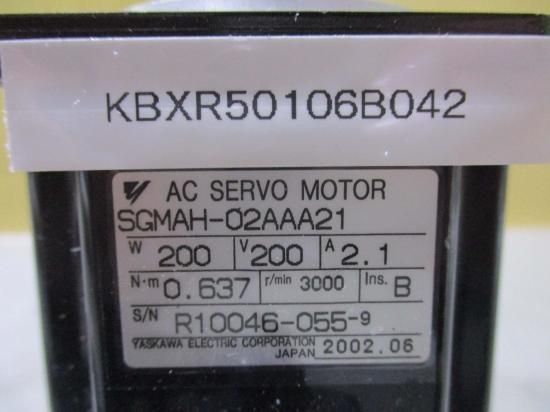 KBXR50106B042
AC SERVO MOTOR
SGMAH-02AAA21
W 200 V 200 A 2.1
N·m 0.637 r/min 3000 Ins. B
S/N R10046-055-9
YASKAWA ELECTRIC CORPORATION
JAPAN 2002.06